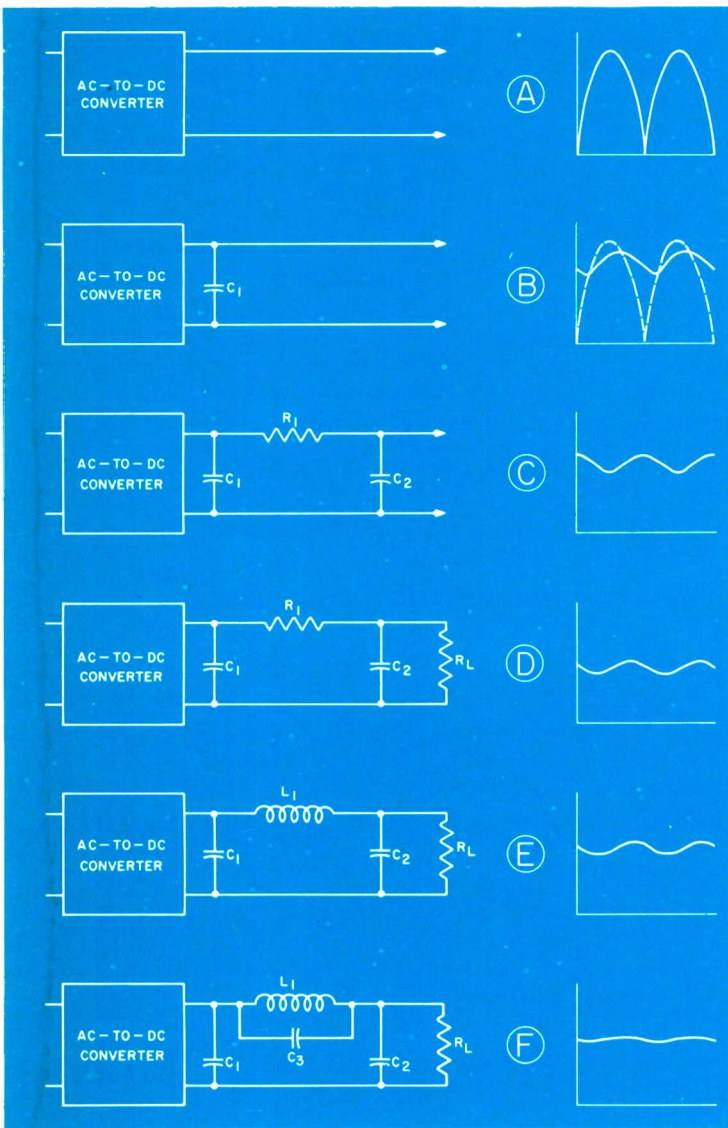 AC-TO-DC
CONVERTER
A
AC-TO-DC
CONVERTER
C1
B
AC-TO-DC
CONVERTER
R1
C1
C2
C
AC-TO-DC
CONVERTER
R1
C1
C2
RL
D
AC-TO-DC
CONVERTER
L1
C1
C2
RL
E
AC-TO-DC
CONVERTER
L1
C3
C1
C2
RL
F